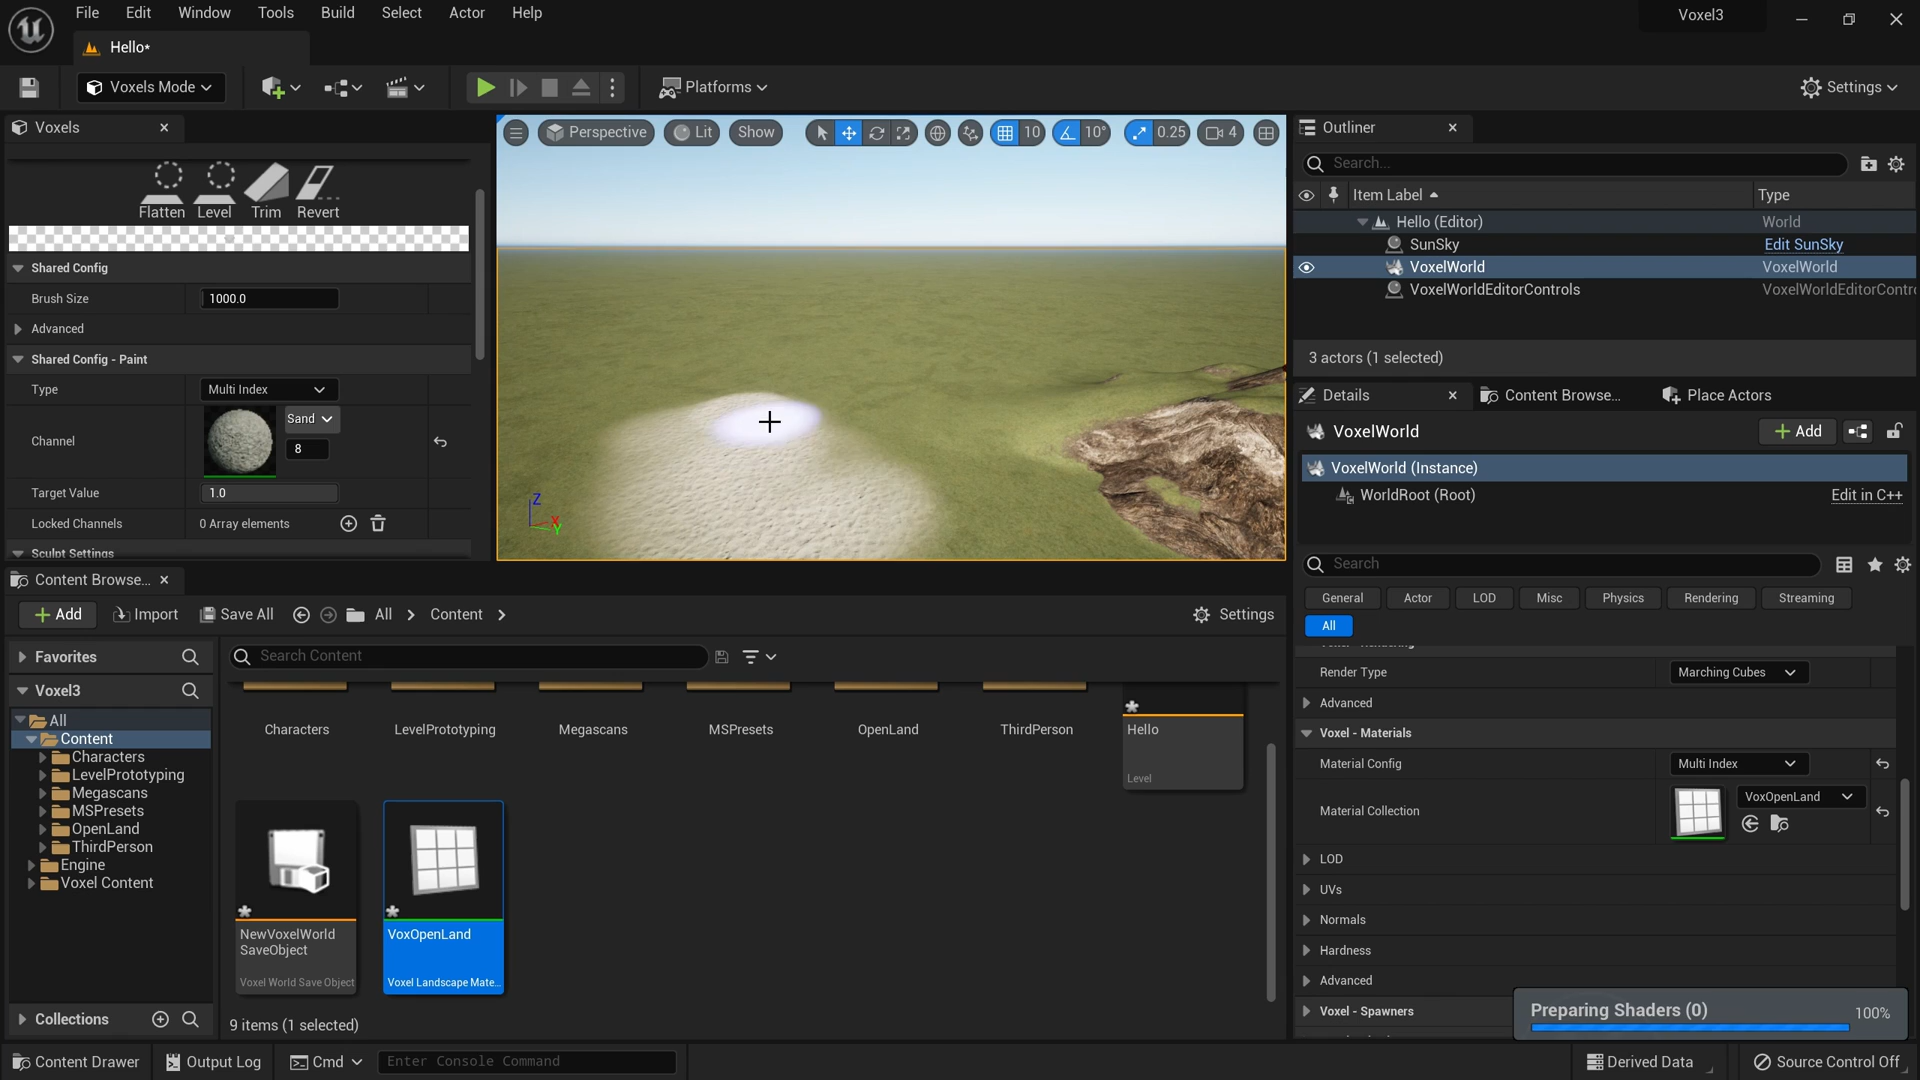 File Edit Window Tools Build Select Actor Help
Voxel3
Hello*
Voxels Mode
Platforms
Settings
Voxels
Flatten Level Trim Revert
Shared Config
Brush Size 1000.0
Advanced
Shared Config - Paint
Type Multi Index
Channel Sand
8
Target Value 1.0
Locked Channels 0 Array elements
Sculpt Settings
Perspective Lit Show 10 10° 0.25 4
Z
X
Y
Outliner
Search...
Item Label Type
Hello (Editor) World
SunSky Edit SunSky
VoxelWorld VoxelWorld
VoxelWorldEditorControls VoxelWorldEditorContro
3 actors (1 selected)
Details Content Browse... Place Actors
VoxelWorld Add
VoxelWorld (Instance)
WorldRoot (Root) Edit in C++
Search
General Actor LOD Misc Physics Rendering Streaming
All
Render Type Marching Cubes
Advanced
Voxel - Materials
Material Config Multi Index
Material Collection VoxOpenLand
LOD
UVs
Normals
Hardness
Advanced
Voxel - Spawners
Preparing Shaders (0) 100%
Content Browse...
Add Import Save All All Content Settings
Favorites
Search Content
Voxel3
All
Content
Characters
LevelPrototyping
Megascans
MSPresets
OpenLand
ThirdPerson
Engine
Voxel Content
Collections
Characters LevelPrototyping Megascans MSPresets OpenLand ThirdPerson Hello
Level
NewVoxelWorld
SaveObject
Voxel World Save Object
VoxOpenLand
Voxel Landscape Mate...
9 items (1 selected)
Content Drawer Output Log Cmd Enter Console Command Derived Data Source Control Off